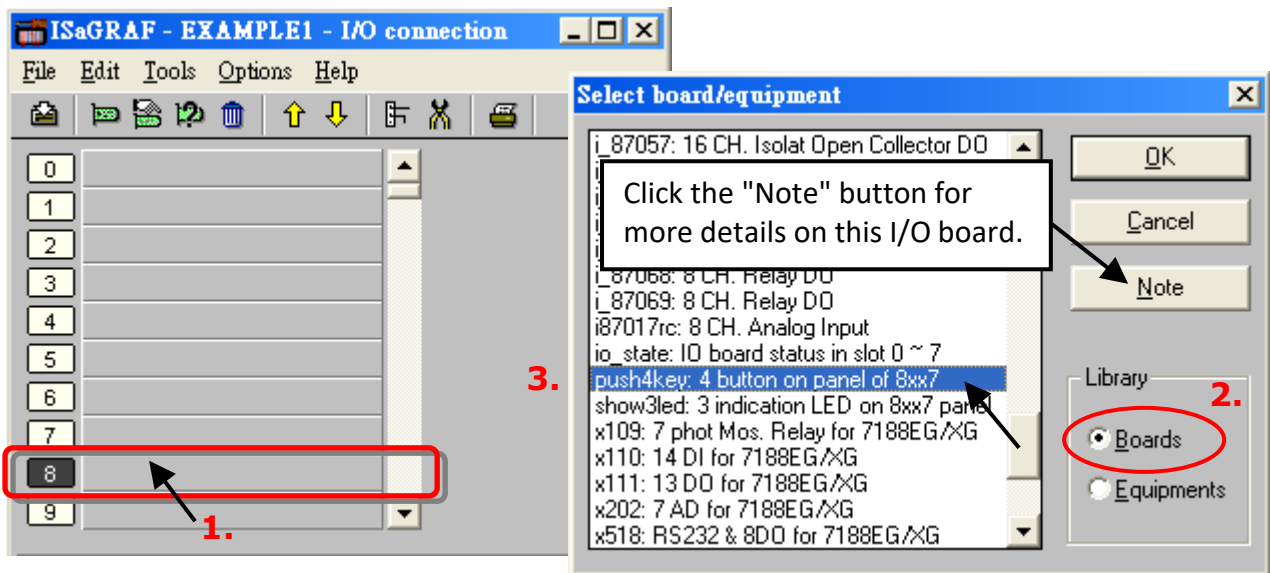 ISaGRAF - EXAMPLE1 - I/O connection
File Edit Tools Options Help
0
1
2
3
4
5
6
7
8
9
1.
Select board/equipment
i_87057: 16 CH. Isolat Open Collector DO
Click the "Note" button for
more details on this I/O board.
i_87068: 8 CH. Relay DO
i_87069: 8 CH. Relay DO
i87017rc: 8 CH. Analog Input
io_state: IO board status in slot 0 ~ 7
3.
push4key: 4 button on panel of 8xx7
show3led: 3 indication LED on 8xx7 panel
x109: 7 phot Mos. Relay for 7188EG/XG
x110: 14 DI for 7188EG/XG
x111: 13 DO for 7188EG/XG
x202: 7 AD for 7188EG/XG
x518: RS232 & 8DO for 7188EG/XG
OK
Cancel
Note
Library
2.
Boards
Equipments